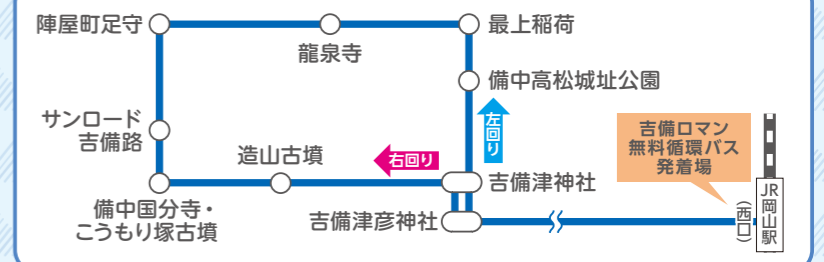 陣屋町足守
最上稲荷
龍泉寺
備中高松城址公園
サンロード
吉備路
左回り
吉備ロマン
無料循環バス
発着場
造山古墳
右回り
吉備津神社
JR岡山駅
(西口)
備中国分寺・
こうもり塚古墳
吉備津彦神社